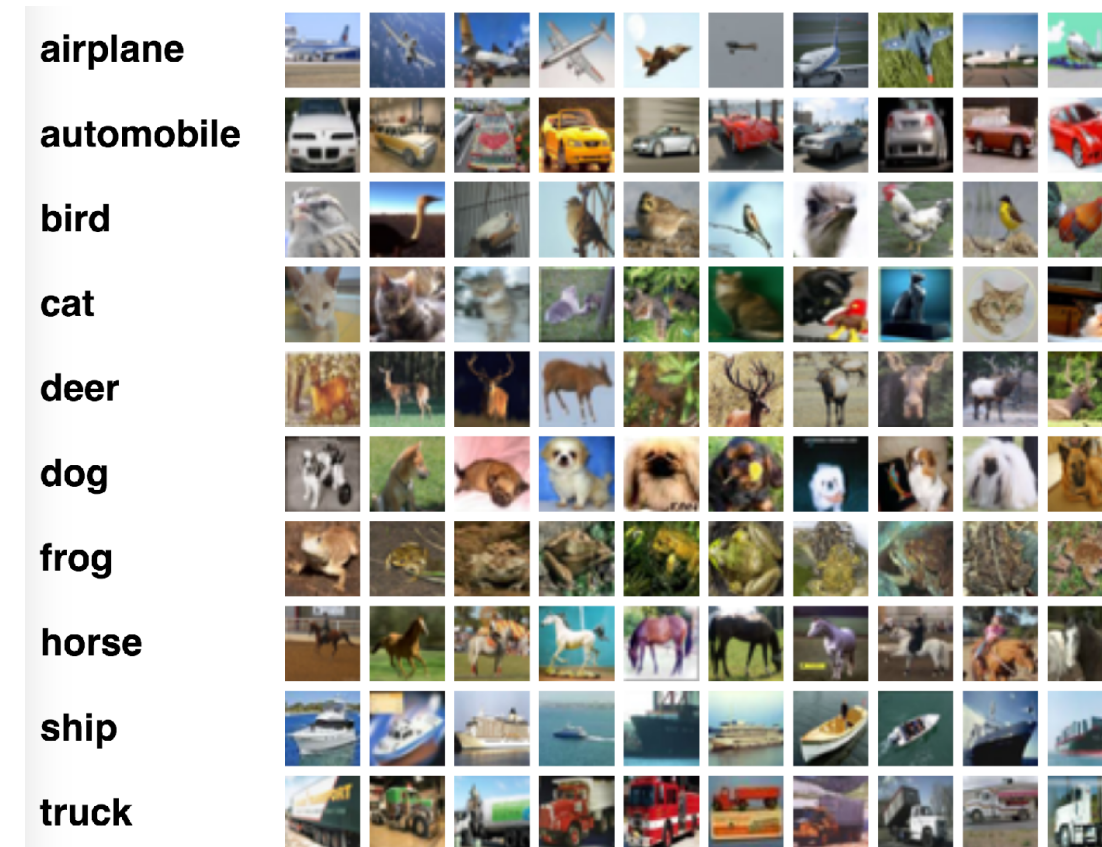 airplane
automobile
bird
cat
deer
dog
frog
horse
ship
truck